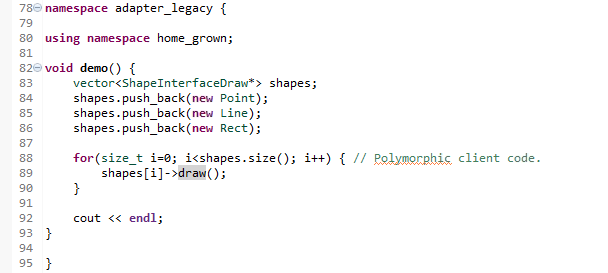 78 namespace adapter_legacy {
79
80 using namespace home_grown;
81
82 void demo() {
83     vector<ShapeInterfaceDraw*> shapes;
84     shapes.push_back(new Point);
85     shapes.push_back(new Line);
86     shapes.push_back(new Rect);
87
88     for(size_t i=0; i<shapes.size(); i++) { // Polymorphic client code.
89         shapes[i]->draw();
90     }
91
92     cout << endl;
93 }
94
95 }